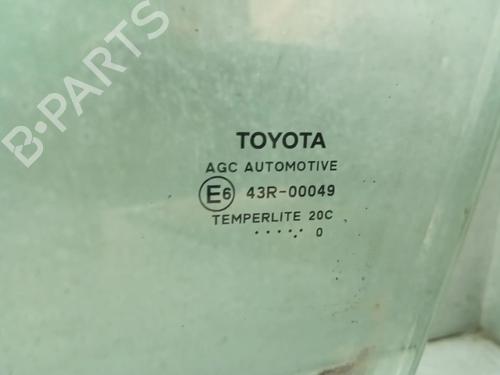 B-PARTS
TOYOTA
AGC AUTOMOTIVE
E6 43R-00049
TEMPERLITE 20C
..... 0